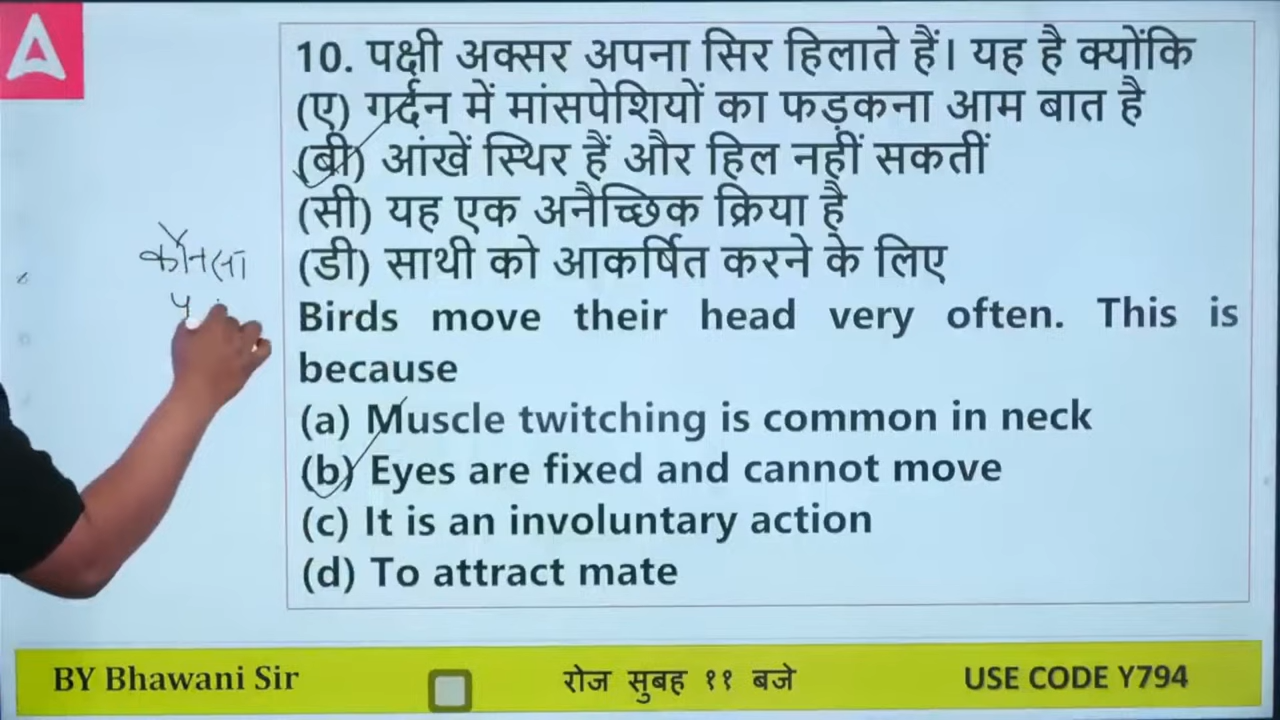 10. पक्षी अक्सर अपना सिर हिलाते हैं। यह है क्योंकि
(ए) गर्दन में मांसपेशियों का फड़कना आम बात है
(बी) आंखें स्थिर हैं और हिल नहीं सकतीं
(सी) यह एक अनैच्छिक क्रिया है
(डी) साथी को आकर्षित करने के लिए
कौनसा
Birds move their head very often. This is
because
(a) Muscle twitching is common in neck
(b) Eyes are fixed and cannot move
(c) It is an involuntary action
(d) To attract mate
BY Bhawani Sir
रोज सुबह ११ बजे
USE CODE Y794